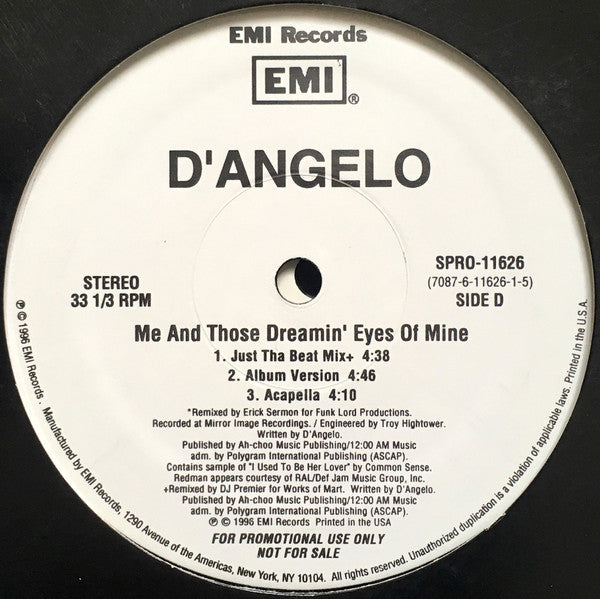 EMI Records
EMI ®
D'ANGELO
STEREO
33 1/3 RPM
SPRO-11626
(7087-6-11626-1-5)
SIDE D
Me And Those Dreamin' Eyes Of Mine
1. Just Tha Beat Mix+ 4:38
2. Album Version 4:46
3. Acapella 4:10
*Remixed by Erick Sermon for Funk Lord Productions.
Recorded at Mirror Image Recordings. / Engineered by Troy Hightower.
Written by D'Angelo.
Published by Ah-choo Music Publishing/12:00 AM Music
adm. by Polygram International Publishing (ASCAP).
Contains sample of "I Used To Be Her Lover" by Common Sense.
Redman appears courtesy of RAL/Def Jam Music Group, Inc.
+Remixed by DJ Premier for Works of Mart. Written by D'Angelo.
Published by Ah-choo Music Publishing/12:00 AM Music
adm. by Polygram International Publishing (ASCAP).
℗ © 1996 EMI Records Printed in the USA
FOR PROMOTIONAL USE ONLY
NOT FOR SALE
℗ © 1996 EMI Records . Manufactured by EMI Records, 1290 Avenue of the Americas, New York, NY 10104. All rights reserved. Unauthorized duplication is a violation of applicable laws. Printed in the U.S.A.